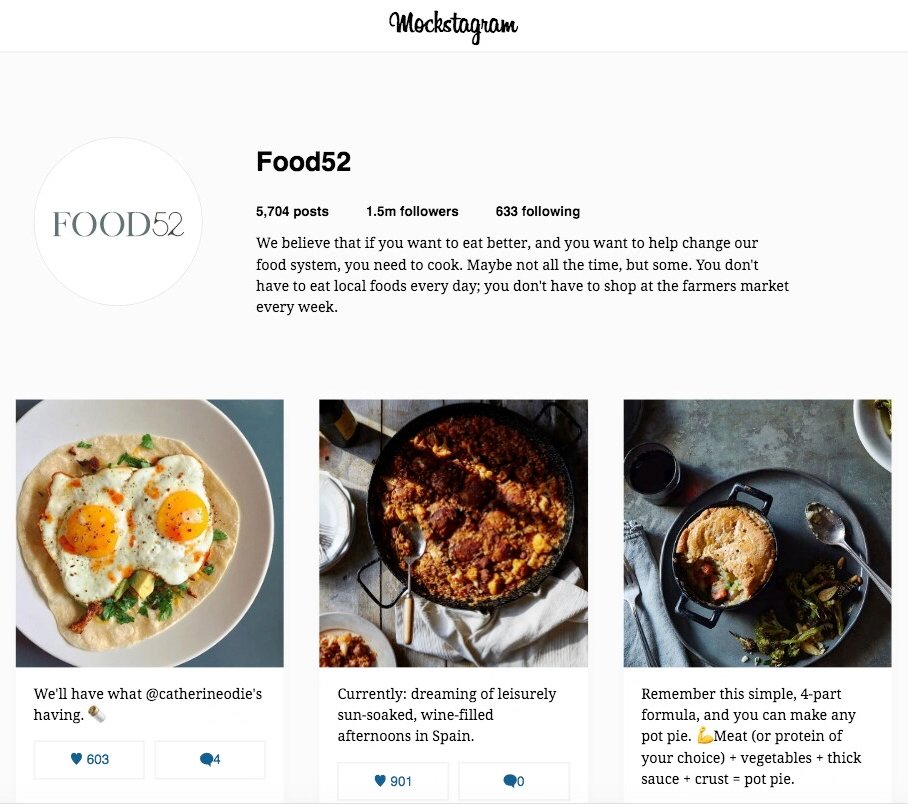 Mockstagram
FOOD52
Food52
5,704 posts 1.5m followers 633 following
We believe that if you want to eat better, and you want to help change our
food system, you need to cook. Maybe not all the time, but some. You don't
have to eat local foods every day; you don't have to shop at the farmers market
every week.
We'll have what @catherineodie's
having. 🌯
603 4
Currently: dreaming of leisurely
sun-soaked, wine-filled
afternoons in Spain.
901 0
Remember this simple, 4-part
formula, and you can make any
pot pie. 💪Meat (or protein of
your choice) + vegetables + thick
sauce + crust = pot pie.